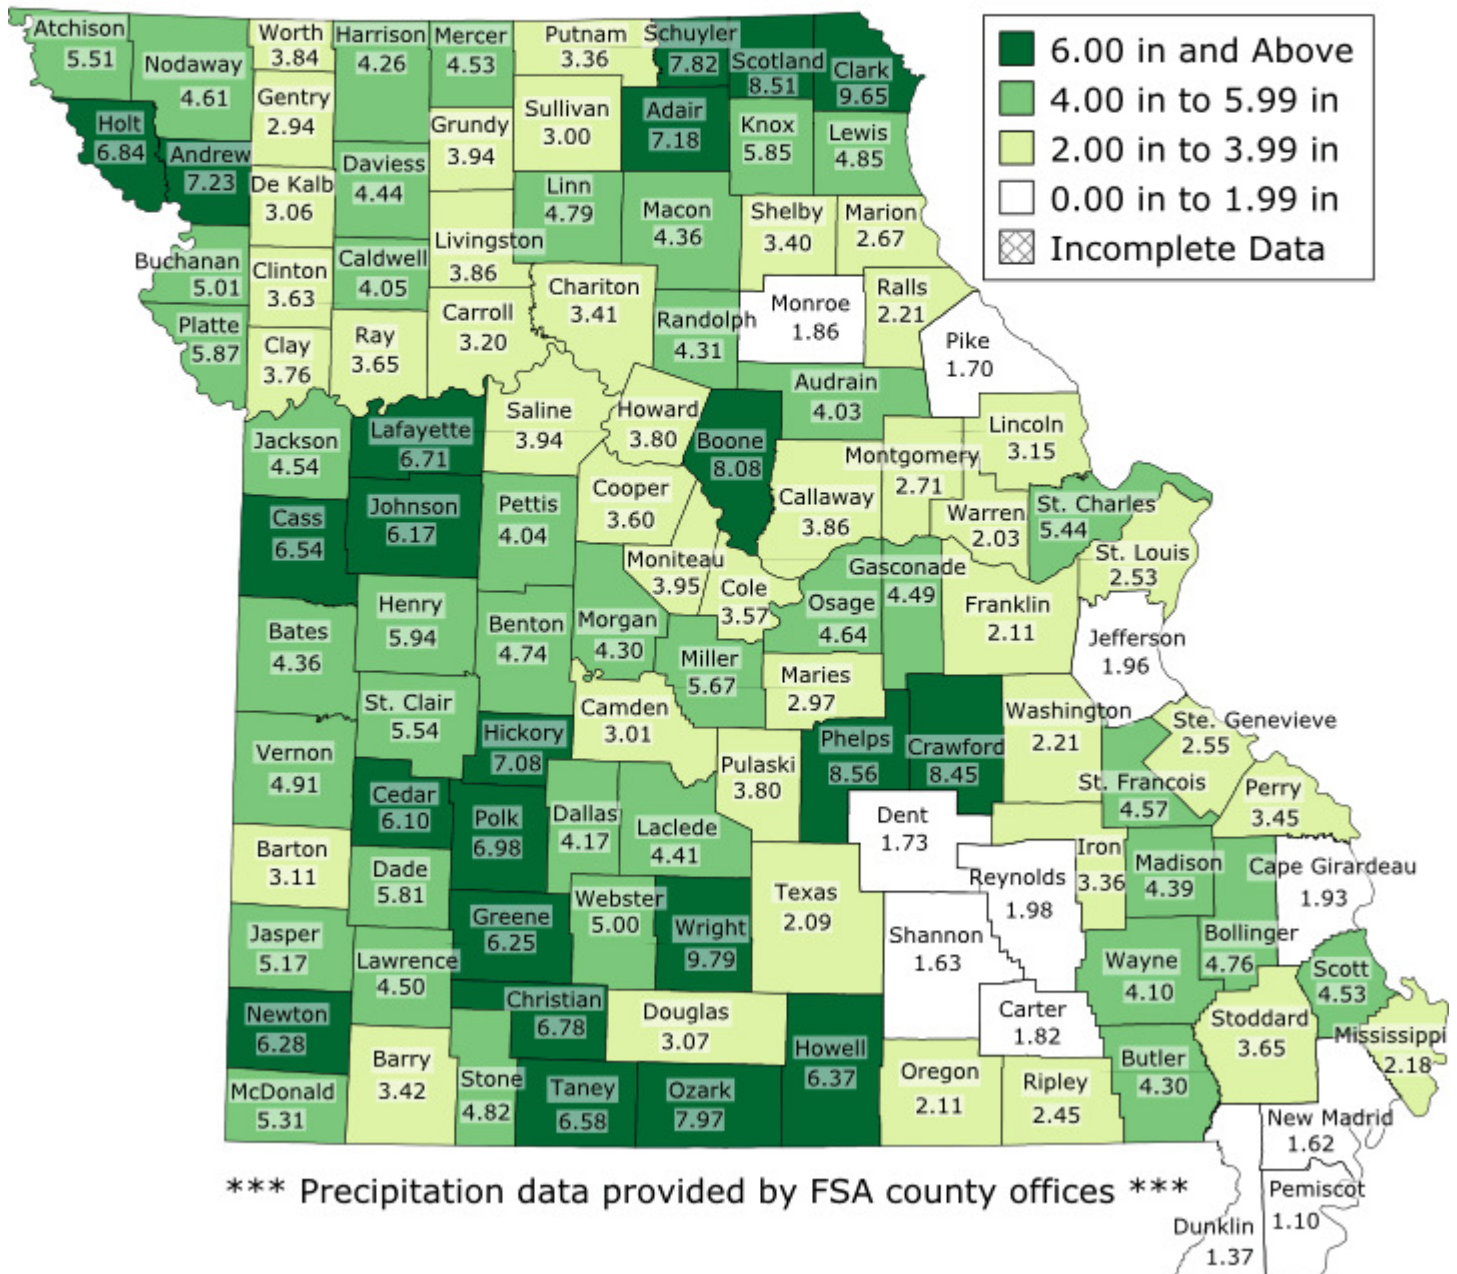 Atchison
5.51
Nodaway
4.61
Worth
3.84
Harrison
4.26
Mercer
4.53
Putnam
3.36
Schuyler
7.82
Scotland
8.51
Clark
9.65
6.00 in and Above
4.00 in to 5.99 in
2.00 in to 3.99 in
0.00 in to 1.99 in
Incomplete Data
Holt
6.84
Andrew
7.23
Gentry
2.94
De Kalb
3.06
Daviess
4.44
Grundy
3.94
Sullivan
3.00
Adair
7.18
Knox
5.85
Lewis
4.85
Linn
4.79
Macon
4.36
Shelby
3.40
Marion
2.67
Buchanan
5.01
Clinton
3.63
Caldwell
4.05
Livingston
3.86
Chariton
3.41
Randolph
4.31
Monroe
1.86
Ralls
2.21
Pike
1.70
Platte
5.87
Clay
3.76
Ray
3.65
Carroll
3.20
Audrain
4.03
Jackson
4.54
Lafayette
6.71
Saline
3.94
Howard
3.80
Boone
8.08
Montgomery
2.71
Lincoln
3.15
Cass
6.54
Johnson
6.17
Pettis
4.04
Cooper
3.60
Callaway
3.86
Warren
2.03
St. Charles
5.44
St. Louis
2.53
Moniteau
3.95
Cole
3.57
Osage
4.64
Gasconade
4.49
Franklin
2.11
Jefferson
1.96
Bates
4.36
Henry
5.94
Benton
4.74
Morgan
4.30
Miller
5.67
Maries
2.97
St. Clair
5.54
Camden
3.01
Vernon
4.91
Hickory
7.08
Pulaski
3.80
Phelps
8.56
Crawford
8.45
Washington
2.21
Ste. Genevieve
2.55
St. Francois
4.57
Perry
3.45
Cedar
6.10
Polk
6.98
Dallas
4.17
Laclede
4.41
Dent
1.73
Iron
3.36
Madison
4.39
Cape Girardeau
1.93
Barton
3.11
Dade
5.81
Greene
6.25
Webster
5.00
Wright
9.79
Texas
2.09
Reynolds
1.98
Shannon
1.63
Jasper
5.17
Lawrence
4.50
Wayne
4.10
Bollinger
4.76
Scott
4.53
Newton
6.28
Christian
6.78
Douglas
3.07
Howell
6.37
Carter
1.82
Stoddard
3.65
Mississippi
2.18
McDonald
5.31
Barry
3.42
Stone
4.82
Taney
6.58
Ozark
7.97
Oregon
2.11
Ripley
2.45
Butler
4.30
New Madrid
1.62
Pemiscot
1.10
Dunklin
1.37
*** Precipitation data provided by FSA county offices ***